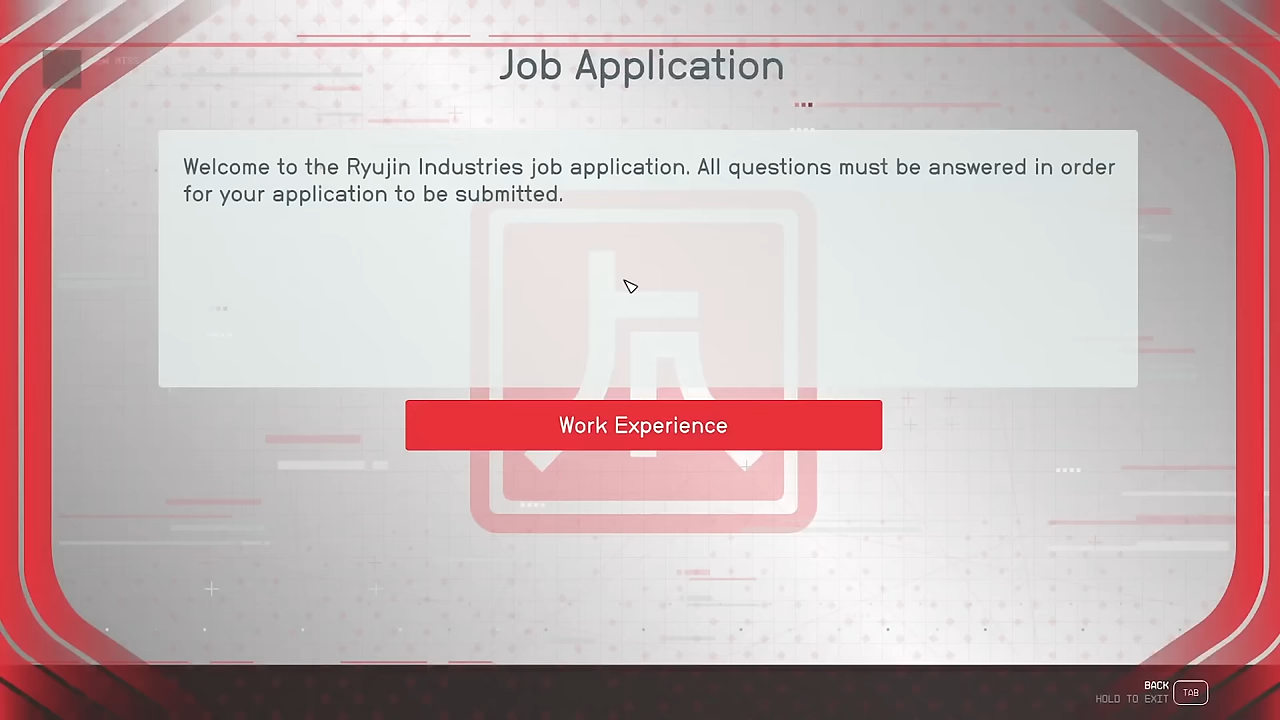 Job Application
Welcome to the Ryujin Industries job application. All questions must be answered in order
for your application to be submitted.
Work Experience
BACK
HOLD TO EXIT
TAB